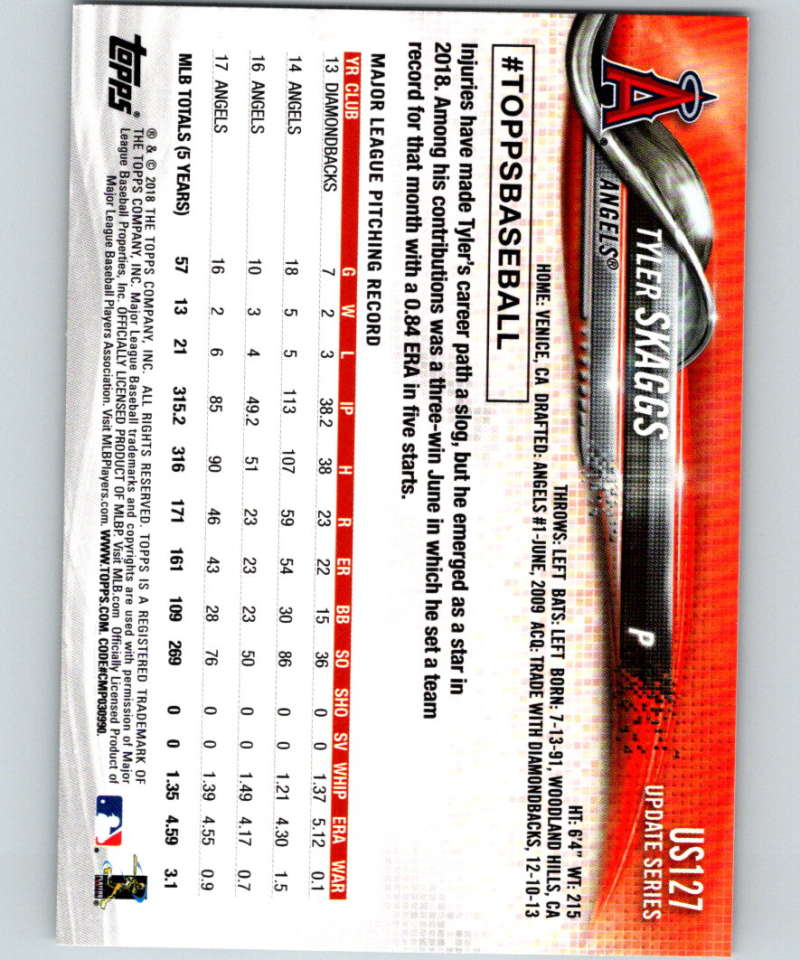 US127
UPDATE SERIES
A
ANGELS®
TYLER SKAGGS P
HT: 6'4" WT: 215
THROWS: LEFT BATS: LEFT BORN: 7-13-91, WOODLAND HILLS, CA
HOME: VENICE, CA DRAFTED: ANGELS #1-JUNE, 2009 ACQ: TRADE WITH DIAMONDBACKS, 12-10-13
#TOPPSBASEBALL
Injuries have made Tyler's career path a slog, but he emerged as a star in
2018. Among his contributions was a three-win June in which he set a team
record for that month with a 0.84 ERA in five starts.
MAJOR LEAGUE PITCHING RECORD
YR CLUB G W L IP H R ER BB SO SHO SV WHIP ERA WAR
13 DIAMONDBACKS 7 2 3 38.2 38 23 22 15 36 0 0 1.37 5.12 0.1
14 ANGELS 18 5 5 113 107 59 54 30 86 0 0 1.21 4.30 1.5
16 ANGELS 10 3 4 49.2 51 23 23 23 50 0 0 1.49 4.17 0.7
17 ANGELS 16 2 6 85 90 46 43 28 76 0 0 1.39 4.55 0.9
MLB TOTALS (5 YEARS) 57 13 21 315.2 316 171 161 109 269 0 0 1.35 4.59 3.1
topps®
® & © 2018 THE TOPPS COMPANY, INC. ALL RIGHTS RESERVED. TOPPS IS A REGISTERED TRADEMARK OF
THE TOPPS COMPANY, INC. Major League Baseball trademarks and copyrights are used with permission of Major
League Baseball Properties, Inc. OFFICIALLY LICENSED PRODUCT OF MLBP. Visit MLB.com Officially Licensed Product of
Major League Baseball Players Association. Visit MLBPlayers.com. WWW.TOPPS.COM. CODE#CMP030990.